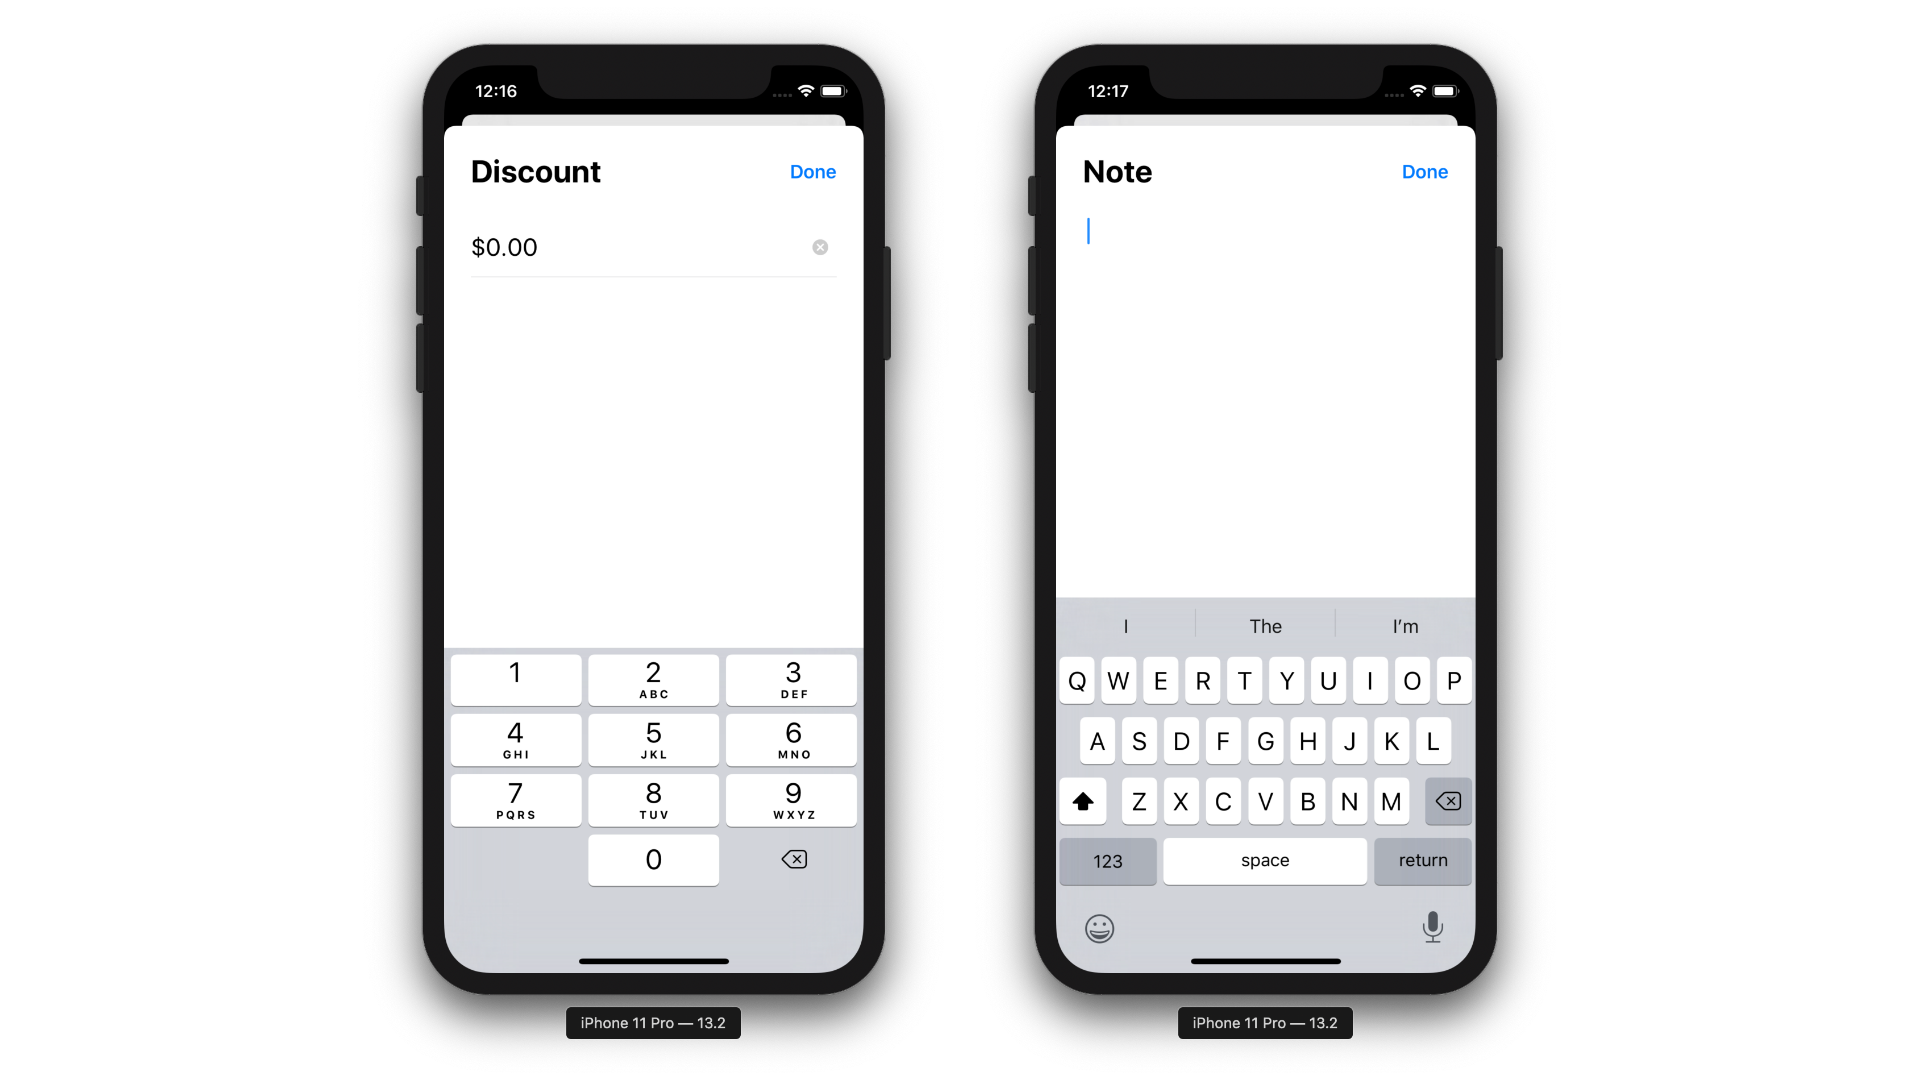 12:16
Discount Done
$0.00
1 2 3
ABC DEF
4 5 6
GHI JKL MNO
7 8 9
PQRS TUV WXYZ
0
iPhone 11 Pro — 13.2
12:17
Note Done
I The I’m
Q W E R T Y U I O P
A S D F G H J K L
Z X C V B N M
123 space return
iPhone 11 Pro — 13.2